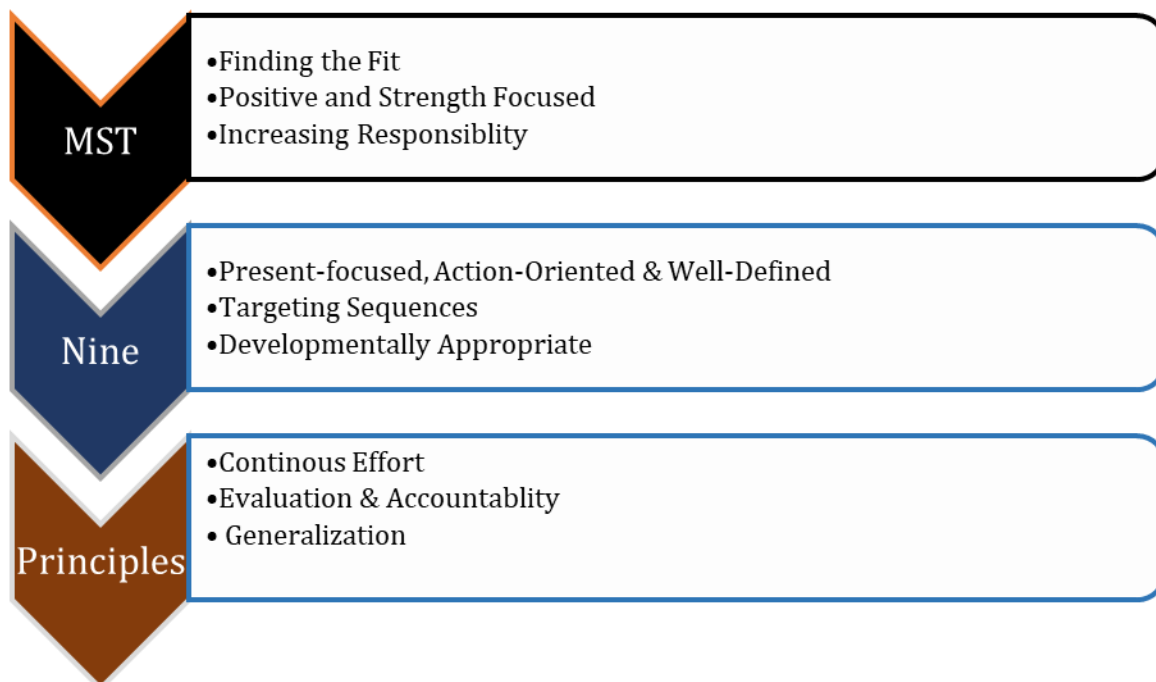 MST
•Finding the Fit
•Positive and Strength Focused
•Increasing Responsiblity
Nine
•Present-focused, Action-Oriented & Well-Defined
•Targeting Sequences
•Developmentally Appropriate
Principles
•Continous Effort
•Evaluation & Accountablity
• Generalization